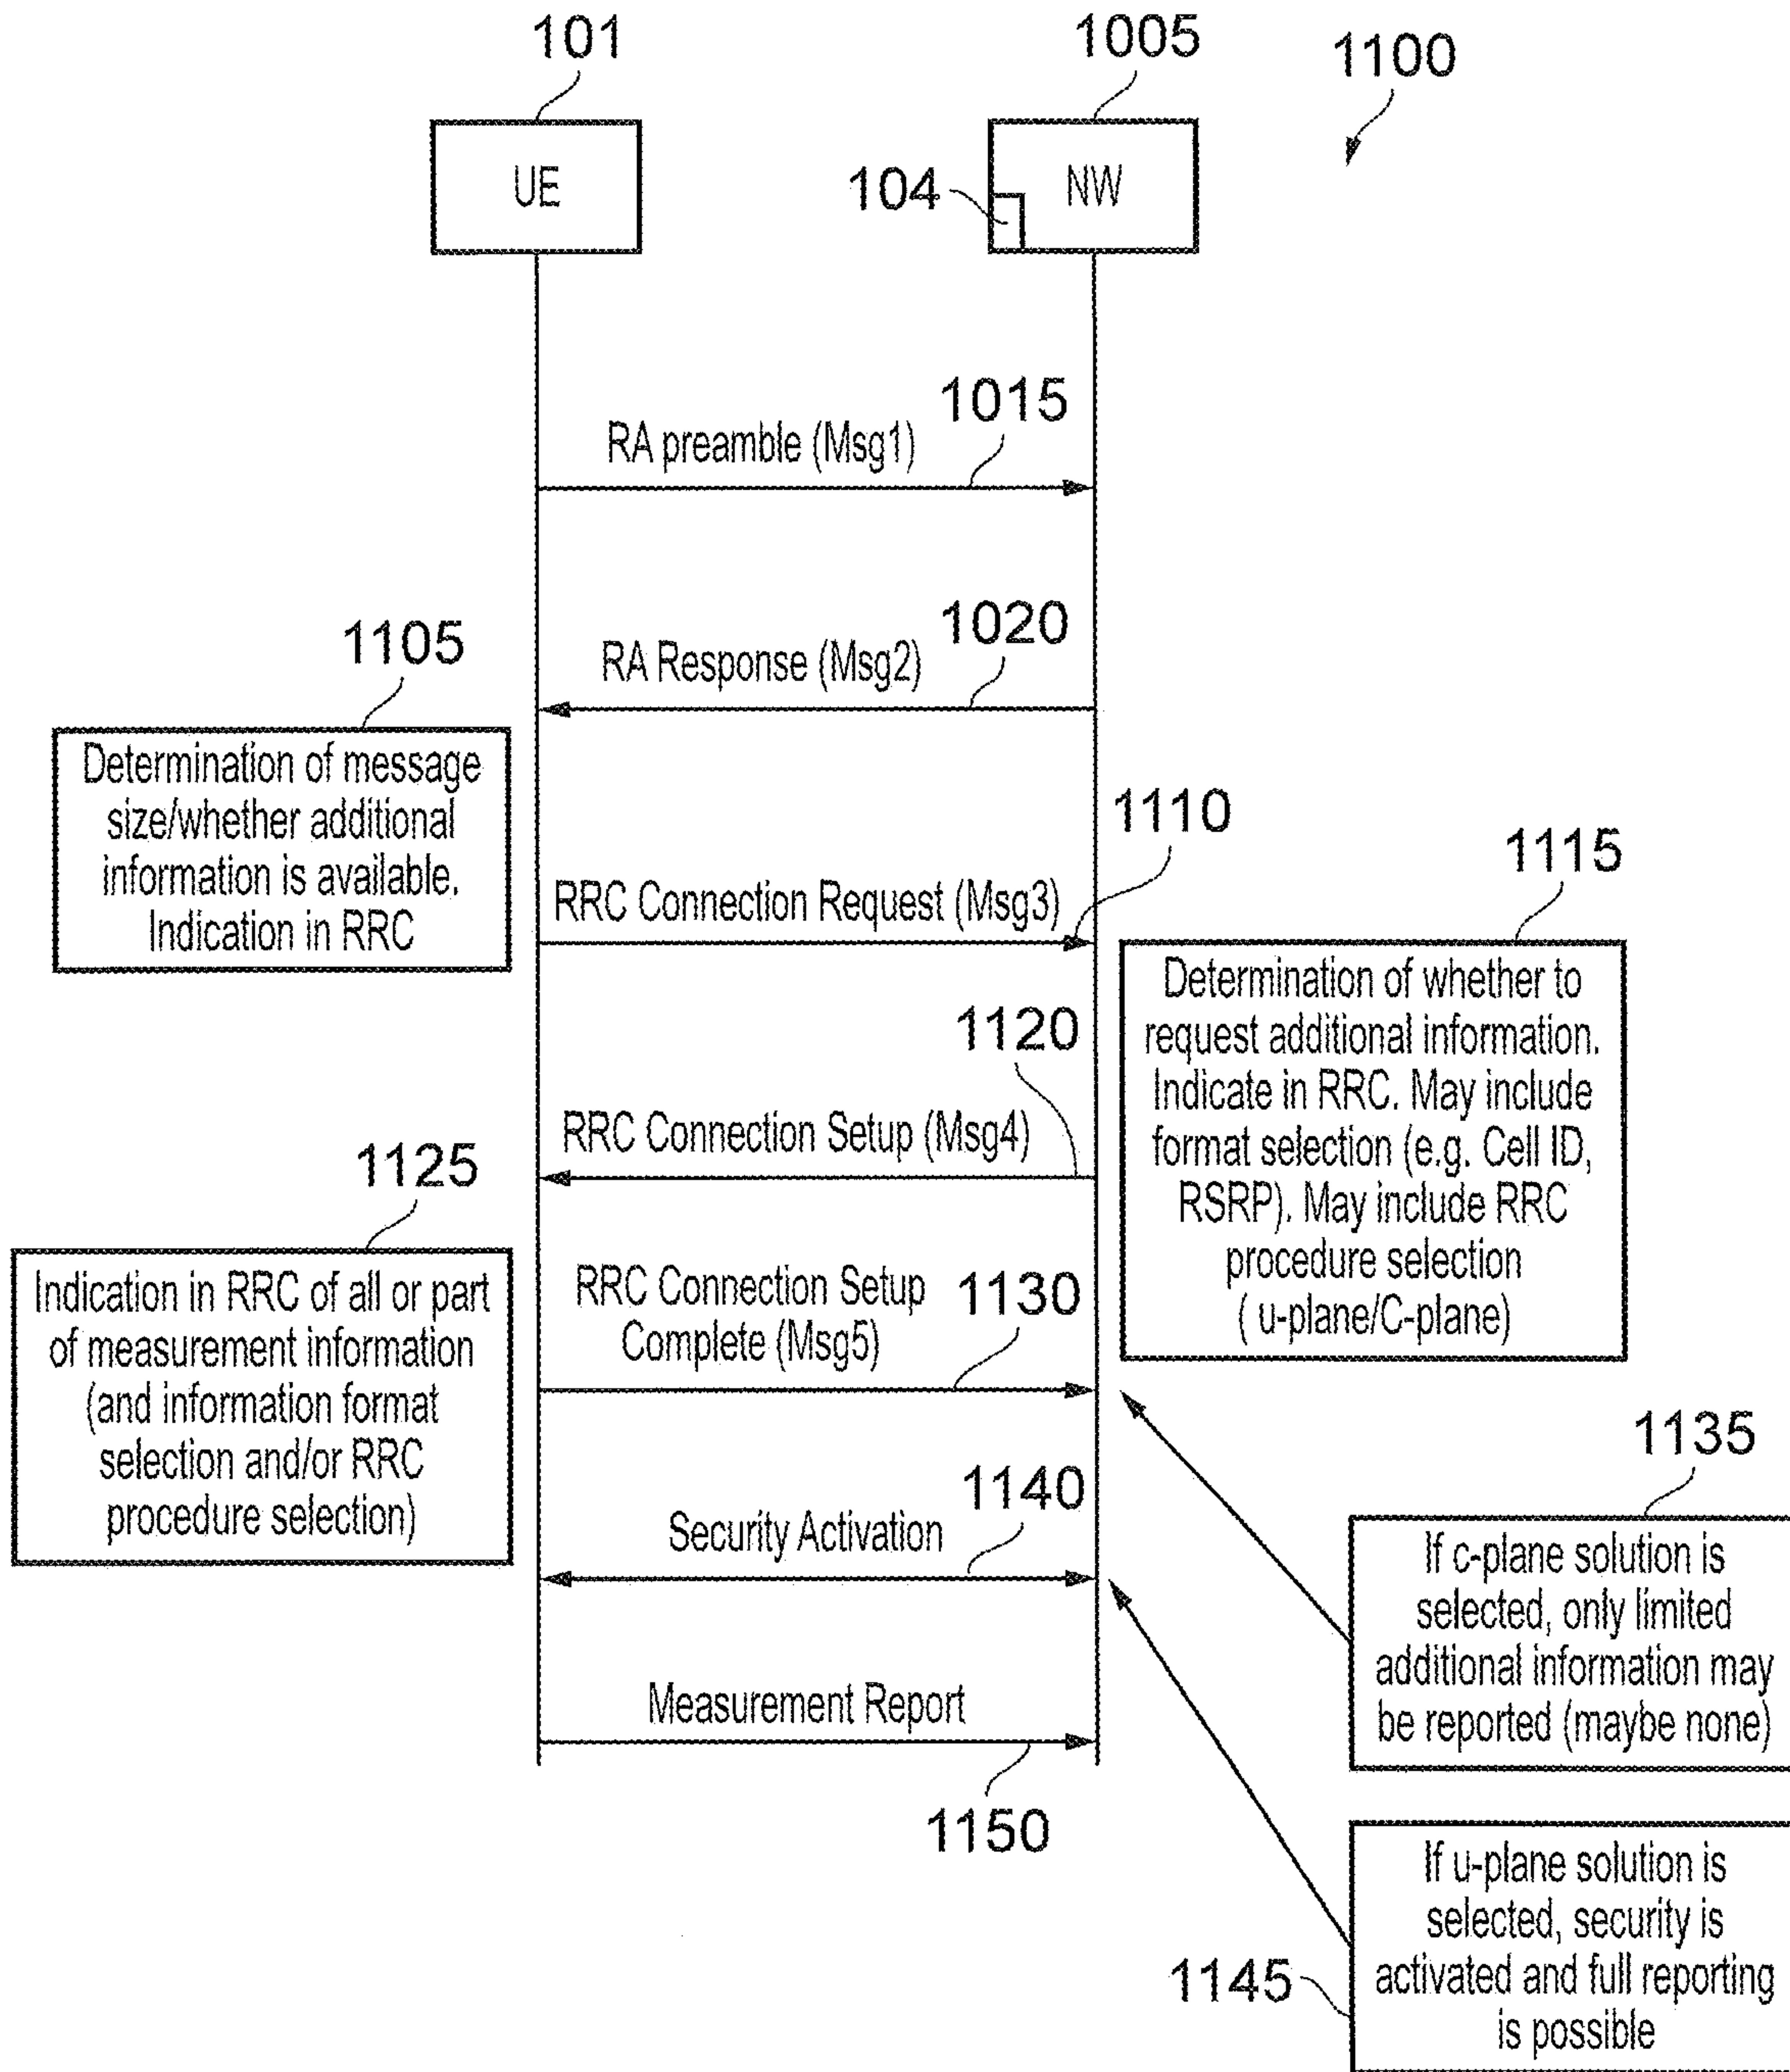 101
1005
1100
UE
104
NW
1015
RA preamble (Msg1)
1020
RA Response (Msg2)
1105
Determination of message
size/whether additional
information is available.
Indication in RRC
1110
RRC Connection Request (Msg3)
1115
Determination of whether to
request additional information.
Indicate in RRC. May include
format selection (e.g. Cell ID,
RSRP). May include RRC
procedure selection
( u-plane/C-plane)
1120
RRC Connection Setup (Msg4)
1125
Indication in RRC of all or part
of measurement information
(and information format
selection and/or RRC
procedure selection)
RRC Connection Setup
Complete (Msg5)
1130
1135
If c-plane solution is
selected, only limited
additional information may
be reported (maybe none)
1140
Security Activation
Measurement Report
1150
1145
If u-plane solution is
selected, security is
activated and full reporting
is possible